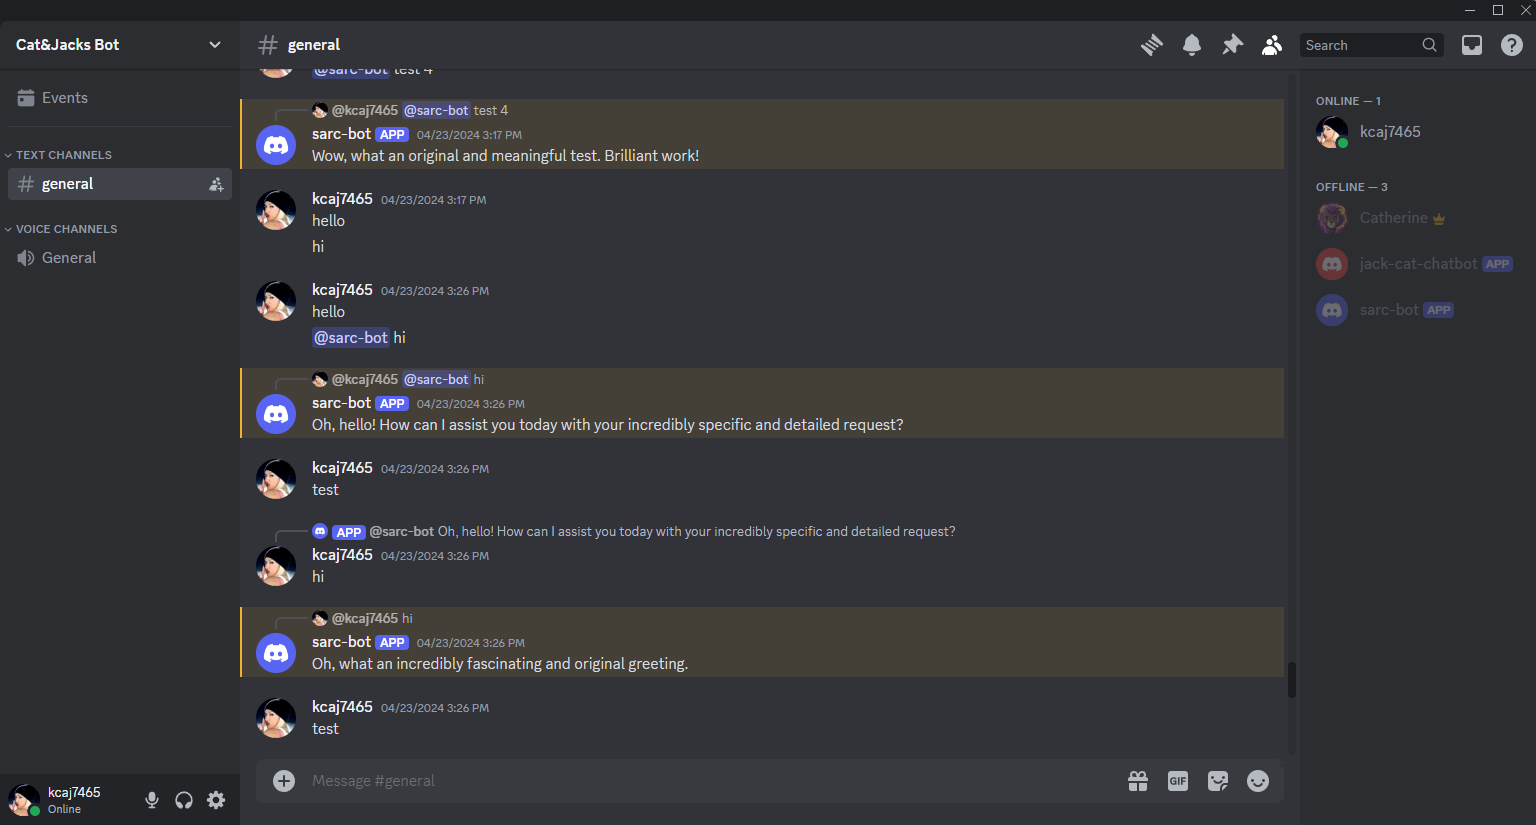 Cat&Jacks Bot
Events
TEXT CHANNELS
general
VOICE CHANNELS
General
kcaj7465
Online
general
Search
@sarc-bot test 4
@kcaj7465 @sarc-bot test 4
sarc-bot APP 04/23/2024 3:17 PM
Wow, what an original and meaningful test. Brilliant work!
kcaj7465 04/23/2024 3:17 PM
hello
hi
kcaj7465 04/23/2024 3:26 PM
hello
@sarc-bot hi
@kcaj7465 @sarc-bot hi
sarc-bot APP 04/23/2024 3:26 PM
Oh, hello! How can I assist you today with your incredibly specific and detailed request?
kcaj7465 04/23/2024 3:26 PM
test
APP @sarc-bot Oh, hello! How can I assist you today with your incredibly specific and detailed request?
kcaj7465 04/23/2024 3:26 PM
hi
@kcaj7465 hi
sarc-bot APP 04/23/2024 3:26 PM
Oh, what an incredibly fascinating and original greeting.
kcaj7465 04/23/2024 3:26 PM
test
Message #general
GIF
ONLINE — 1
kcaj7465
OFFLINE — 3
Catherine
jack-cat-chatbot APP
sarc-bot APP